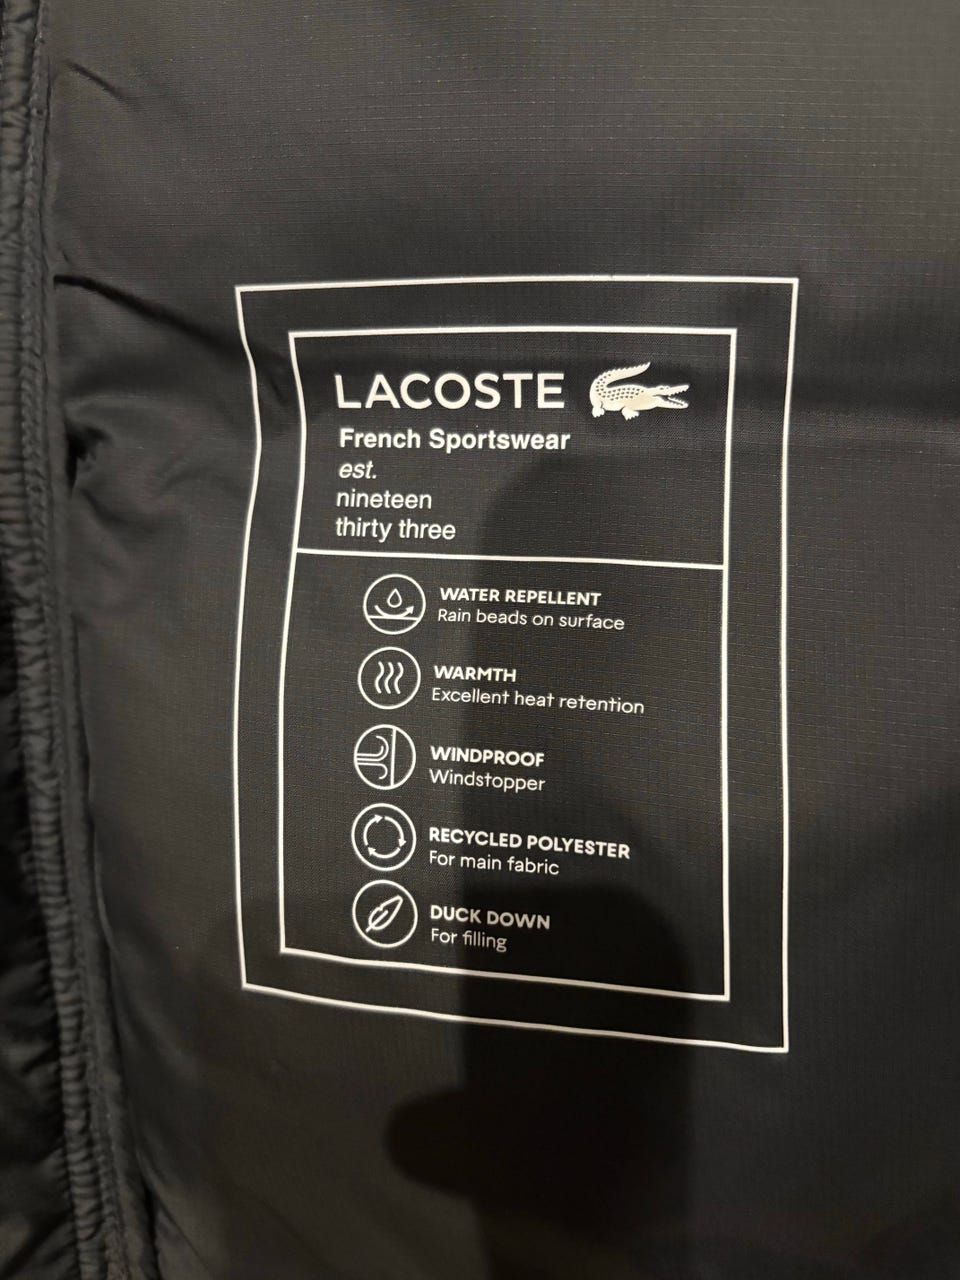 LACOSTE
French Sportswear
est.
nineteen
thirty three
WATER REPELLENT
Rain beads on surface
WARMTH
Excellent heat retention
WINDPROOF
Windstopper
RECYCLED POLYESTER
For main fabric
DUCK DOWN
For filling